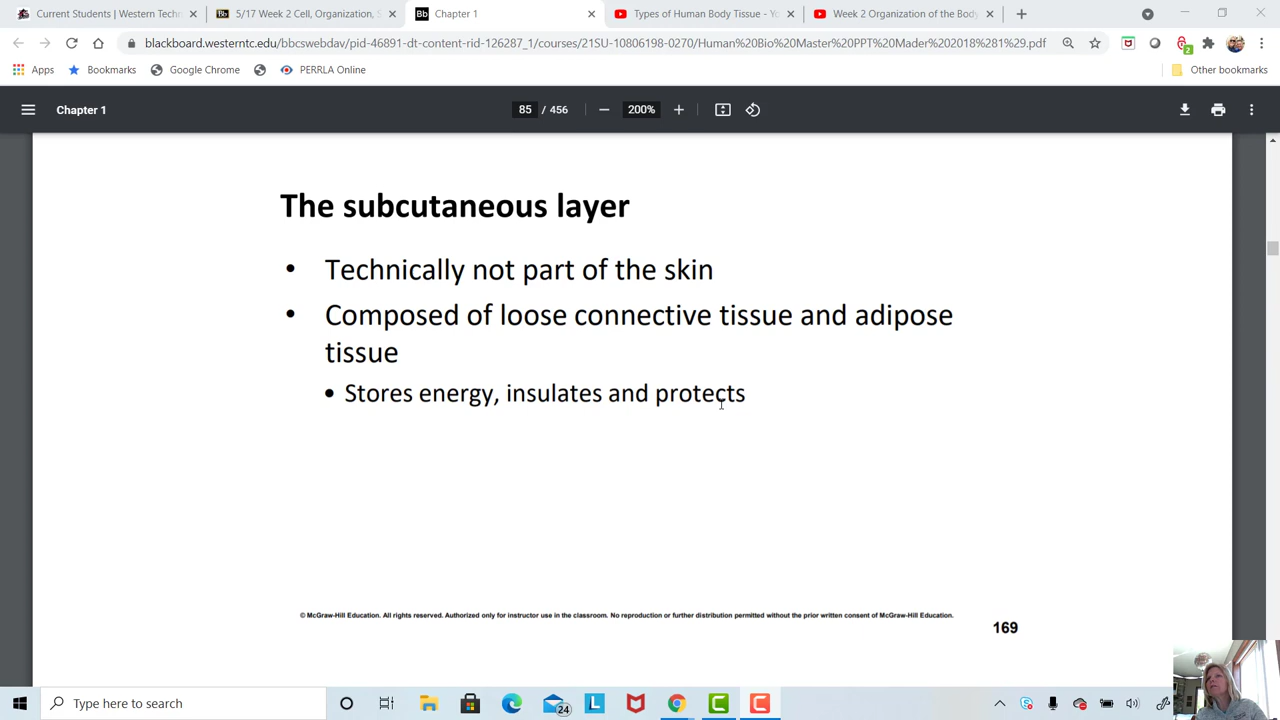 Current Students | Western Techn
5/17 Week 2 Cell, Organization, S
Bb Chapter 1
Types of Human Body Tissue - Yo
Week 2 Organization of the Body
blackboard.westerntc.edu/bbcswebdav/pid-46891-dt-content-rid-126287_1/courses/21SU-10806198-0270/Human%20Bio%20Master%20PPT%20Mader%202018%281%29.pdf
2
Apps Bookmarks Google Chrome PERRLA Online Other bookmarks
Chapter 1 85 / 456 200%
The subcutaneous layer
• Technically not part of the skin
• Composed of loose connective tissue and adipose
tissue
• Stores energy, insulates and protects
© McGraw-Hill Education. All rights reserved. Authorized only for instructor use in the classroom. No reproduction or further distribution permitted without the prior written consent of McGraw-Hill Education.
169
Type here to search
24
L